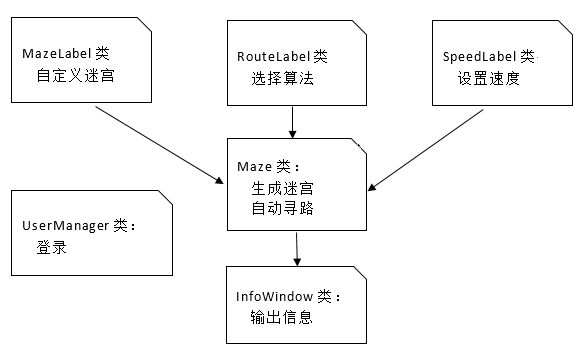 MazeLabel 类
自定义迷宫
RouteLabel 类
选择算法
SpeedLabel 类
设置速度
Maze 类：
生成迷宫
自动寻路
UserManager 类：
登录
InfoWindow 类：
输出信息